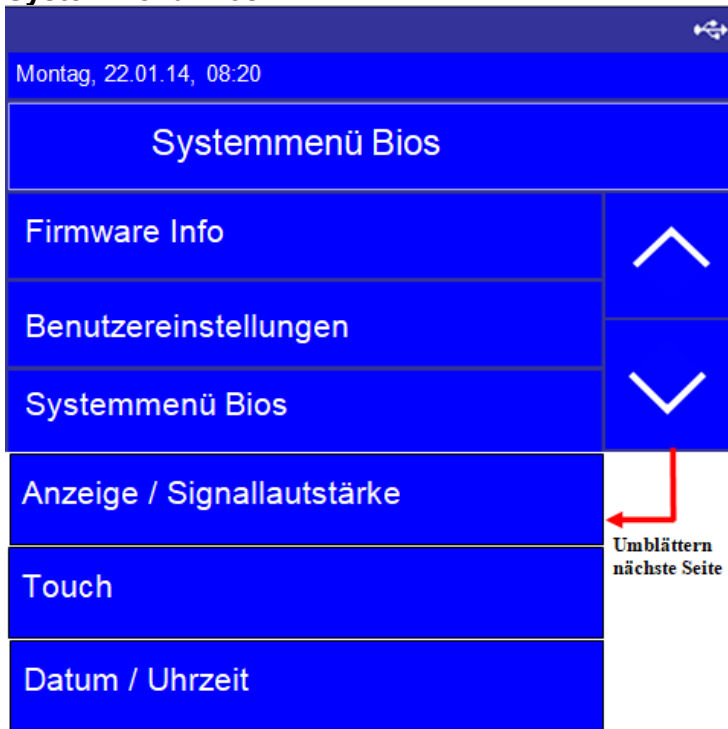 Montag, 22.01.14, 08:20
Systemmenü Bios
Firmware Info
Benutzereinstellungen
Systemmenü Bios
Anzeige / Signallautstärke
Umblättern
nächste Seite
Touch
Datum / Uhrzeit